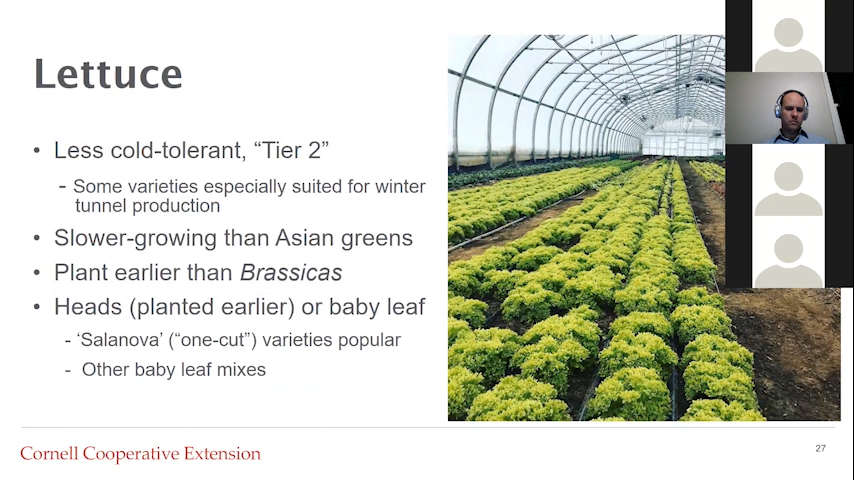 Lettuce
• Less cold-tolerant, “Tier 2”
- Some varieties especially suited for winter
tunnel production
• Slower-growing than Asian greens
• Plant earlier than Brassicas
• Heads (planted earlier) or baby leaf
- ‘Salanova’ (“one-cut”) varieties popular
- Other baby leaf mixes
Cornell Cooperative Extension
27